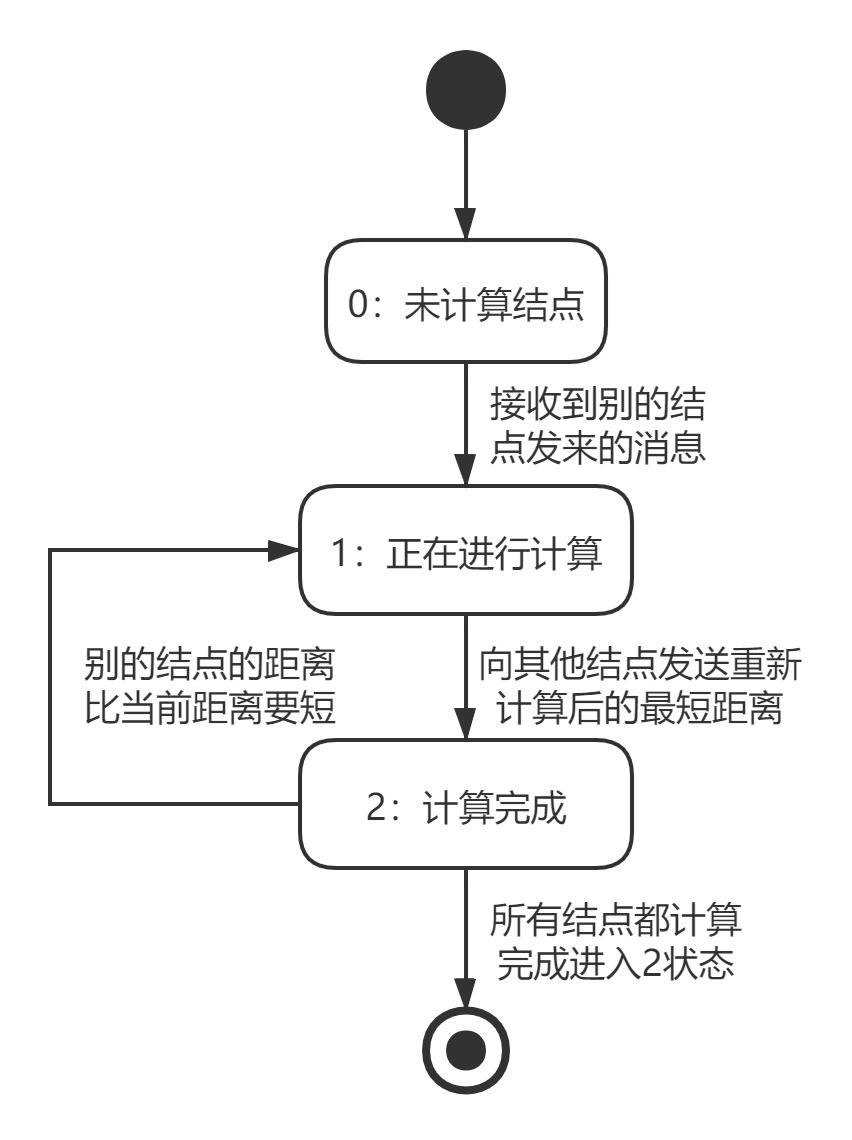 0：未计算结点
接收到别的结
点发来的消息
1：正在进行计算
别的结点的距离
比当前距离要短
向其他结点发送重新
计算后的最短距离
2：计算完成
所有结点都计算
完成进入2状态